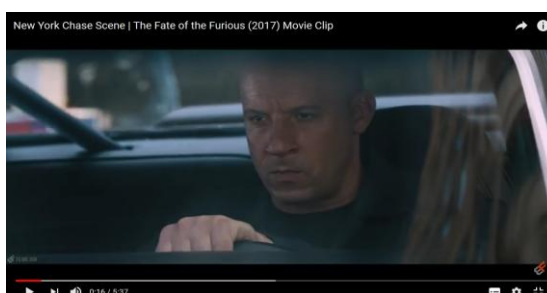 New York Chase Scene | The Fate of the Furious (2017) Movie Clip
0:16 / 5:37